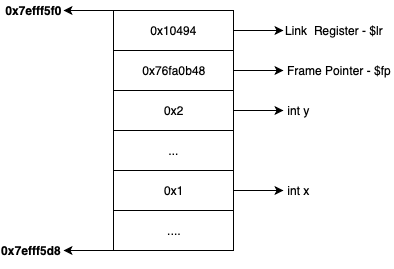 0x7efff5f0
0x10494 Link Register - $lr
0x76fa0b48 Frame Pointer - $fp
0x2 int y
...
0x1 int x
....
0x7efff5d8